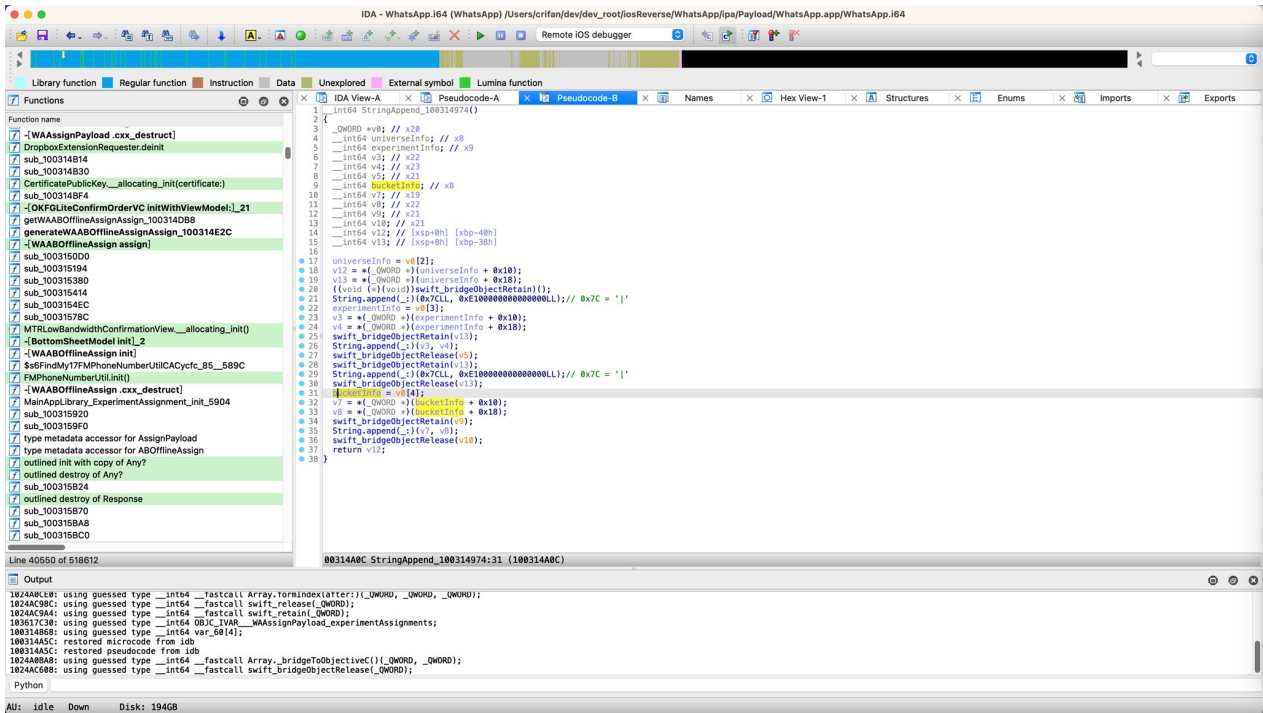 IDA - WhatsApp.i64 (WhatsApp) /Users/crifan/dev/dev_root/iosReverse/WhatsApp/ipa/Payload/WhatsApp.app/WhatsApp.i64
Remote iOS debugger
Library function Regular function Instruction Data Unexplored External symbol Lumina function
Functions
IDA View-A Pseudocode-A Pseudocode-B Names Hex View-1 Structures Enums Imports Exports
Function name
-[WAAssignPayload .cxx_destruct]
DropboxExtensionRequester.deinit
sub_100314B14
sub_100314B30
CertificatePublicKey.__allocating_init(certificate:)
sub_100314BF4
-[OKFGLiteConfirmOrderVC initWithViewModel:]_21
getWAABOfflineAssignAssign_100314DB8
generateWAABOfflineAssignAssign_100314E2C
-[WAABOfflineAssign assign]
sub_1003150D0
sub_100315194
sub_100315380
sub_100315414
sub_1003154EC
sub_10031578C
MTRLowBandwidthConfirmationView.__allocating_init()
-[BottomSheetModel init]_2
-[WAABOfflineAssign init]
$s6FindMy17FMPhoneNumberUtilCACycfc_85__589C
FMPhoneNumberUtil.init()
-[WAABOfflineAssign .cxx_destruct]
MainAppLibrary_ExperimentAssignment_init_5904
sub_100315920
sub_1003159F0
type metadata accessor for AssignPayload
type metadata accessor for ABOfflineAssign
outlined init with copy of Any?
outlined destroy of Any?
sub_100315B24
outlined destroy of Response
sub_100315B70
sub_100315BA8
sub_100315BC0
Line 40550 of 518612
1 __int64 StringAppend_100314974()
2 {
3 _QWORD *v0; // x20
4 __int64 universeInfo; // x8
5 __int64 experimentInfo; // x9
6 __int64 v3; // x22
7 __int64 v4; // x23
8 __int64 v5; // x21
9 __int64 bucketInfo; // x8
10 __int64 v7; // x19
11 __int64 v8; // x22
12 __int64 v9; // x21
13 __int64 v10; // x21
14 __int64 v12; // [xsp+0h] [xbp-40h]
15 __int64 v13; // [xsp+8h] [xbp-38h]
16
17 universeInfo = v0[2];
18 v12 = *(_QWORD *)(universeInfo + 0x10);
19 v13 = *(_QWORD *)(universeInfo + 0x18);
20 ((void (*)(void))swift_bridgeObjectRetain)();
21 String.append(_:)(0x7CLL, 0xE100000000000000LL);// 0x7C = '|'
22 experimentInfo = v0[3];
23 v3 = *(_QWORD *)(experimentInfo + 0x10);
24 v4 = *(_QWORD *)(experimentInfo + 0x18);
25 swift_bridgeObjectRetain(v13);
26 String.append(_:)(v3, v4);
27 swift_bridgeObjectRelease(v5);
28 swift_bridgeObjectRetain(v13);
29 String.append(_:)(0x7CLL, 0xE100000000000000LL);// 0x7C = '|'
30 swift_bridgeObjectRelease(v13);
31 bucketInfo = v0[4];
32 v7 = *(_QWORD *)(bucketInfo + 0x10);
33 v8 = *(_QWORD *)(bucketInfo + 0x18);
34 swift_bridgeObjectRetain(v9);
35 String.append(_:)(v7, v8);
36 swift_bridgeObjectRelease(v10);
37 return v12;
38 }
00314A0C StringAppend_100314974:31 (100314A0C)
Output
1024A0CE0: using guessed type __int64 __fastcall Array.formIndex(after:)(_QWORD, _QWORD, _QWORD);
1024AC98C: using guessed type __int64 __fastcall swift_release(_QWORD);
1024AC9A4: using guessed type __int64 __fastcall swift_retain(_QWORD);
103617C30: using guessed type __int64 OBJC_IVAR___WAAssignPayload_experimentAssignments;
100314868: using guessed type __int64 var_60[4];
100314A5C: restored microcode from idb
100314A5C: restored pseudocode from idb
1024A0BA8: using guessed type __int64 __fastcall Array._bridgeToObjectiveC()(_QWORD, _QWORD);
1024AC608: using guessed type __int64 __fastcall swift_bridgeObjectRelease(_QWORD);
Python
AU: idle Down Disk: 194GB